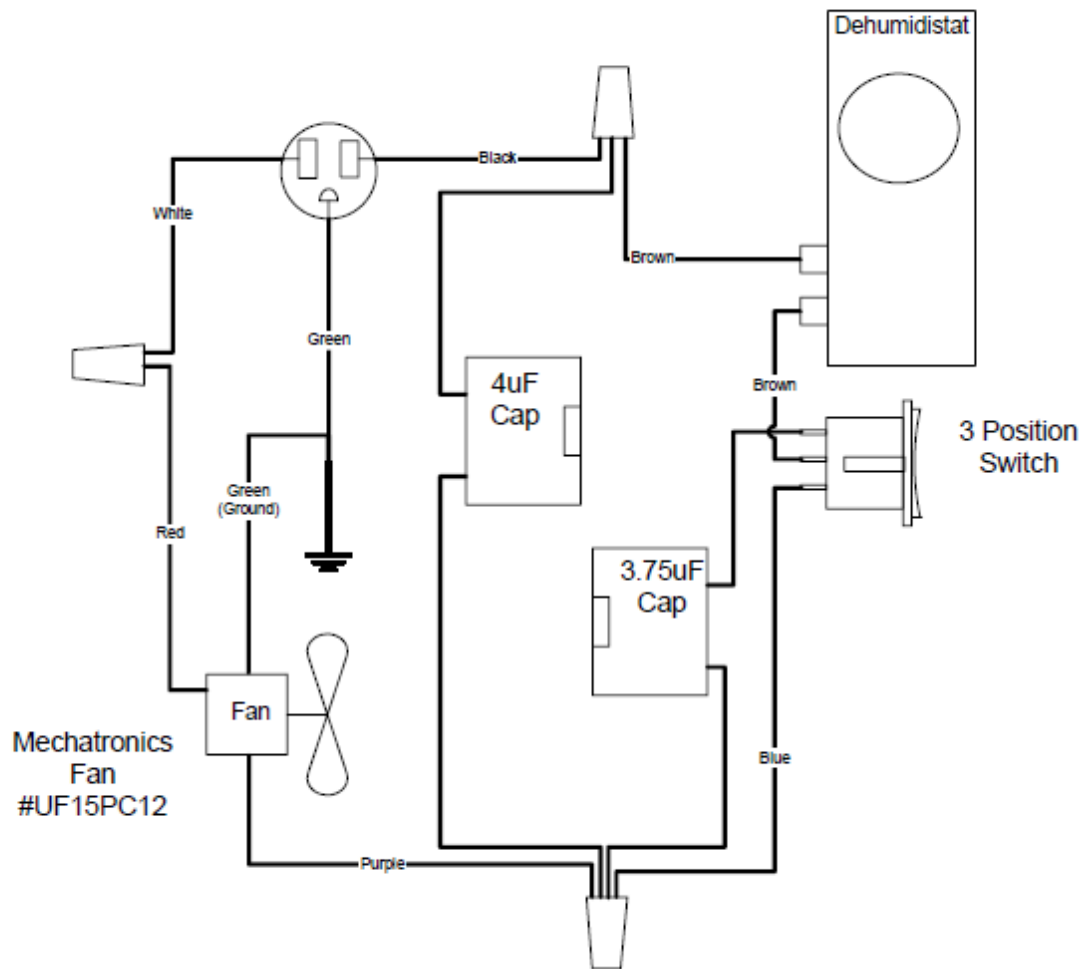 Dehumidistat
Black
White
Brown
Green
4uF
Cap
Brown
3 Position
Switch
Green
(Ground)
Red
3.75uF
Cap
Fan
Mechatronics
Fan
#UF15PC12
Blue
Purple